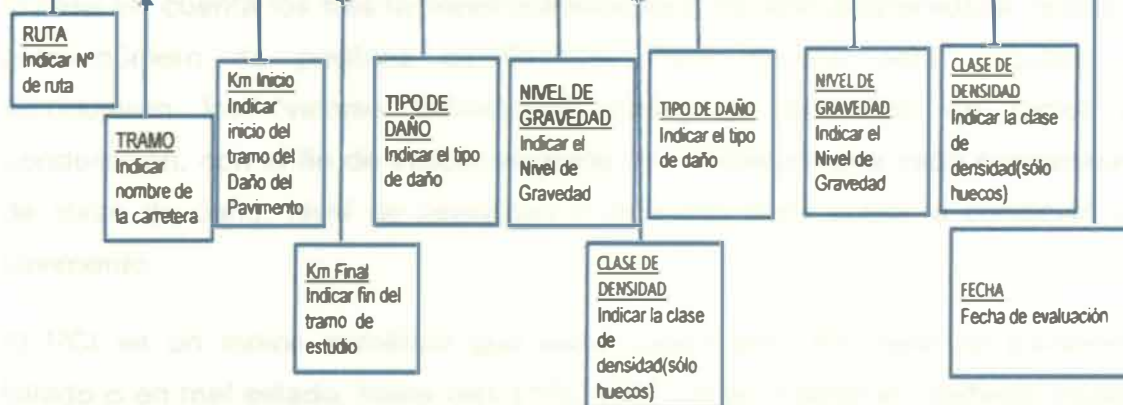 RUTA
Indicar Nº
de ruta
TRAMO
Indicar
nombre de
la carretera
Km Inicio
Indicar
inicio del
tramo del
Daño del
Pavimento
Km Final
Indicar fin del
tramo de
estudio
TIPO DE
DAÑO
Indicar el tipo
de daño
NIVEL DE
GRAVEDAD
Indicar el
Nivel de
Gravedad
CLASE DE
DENSIDAD
Indicar la clase
de
densidad(sólo
huecos)
TIPO DE DAÑO
Indicar el tipo
de daño
NIVEL DE
GRAVEDAD
Indicar el
Nivel de
Gravedad
CLASE DE
DENSIDAD
Indicar la clase
de
densidad(sólo
huecos)
FECHA
Fecha de evaluación